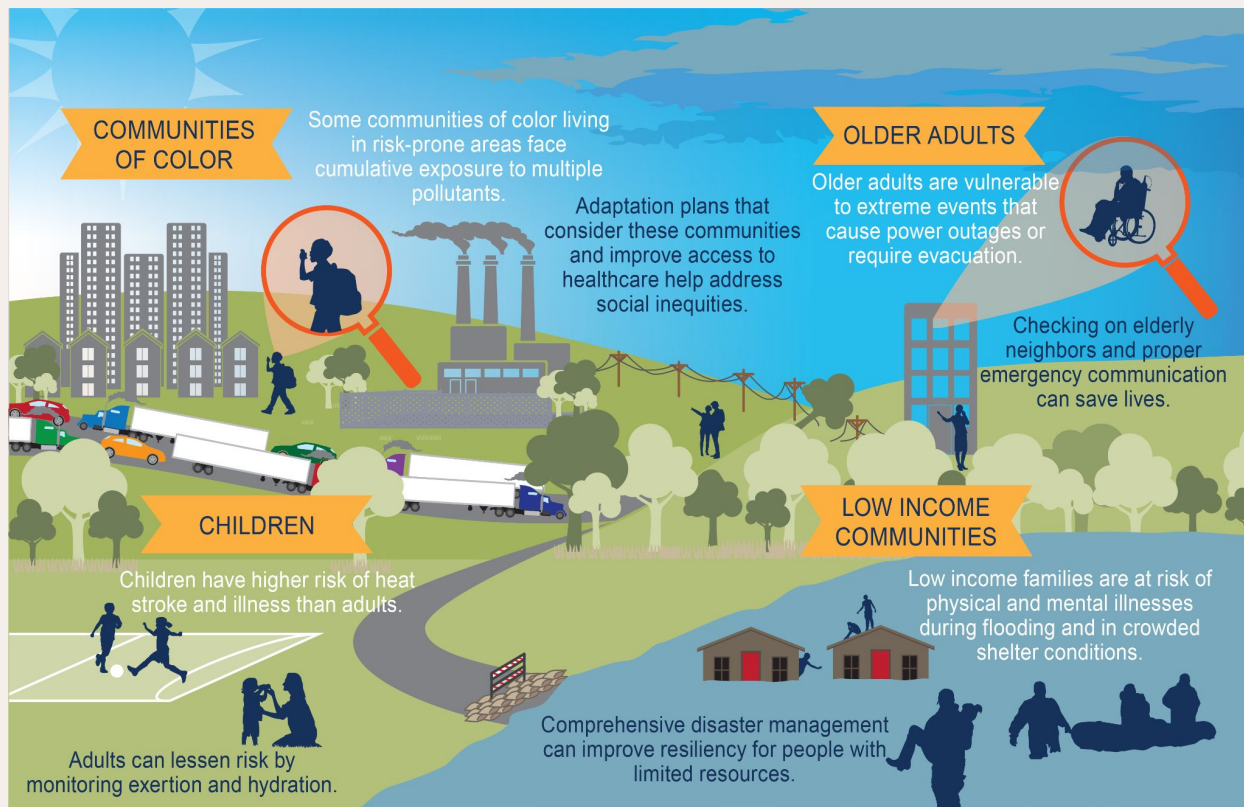 COMMUNITIES
OF COLOR
Some communities of color living
in risk-prone areas face
cumulative exposure to multiple
pollutants.
Adaptation plans that
consider these communities
and improve access to
healthcare help address
social inequities.
OLDER ADULTS
Older adults are vulnerable
to extreme events that
cause power outages or
require evacuation.
Checking on elderly
neighbors and proper
emergency communication
can save lives.
CHILDREN
Children have higher risk of heat
stroke and illness than adults.
Adults can lessen risk by
monitoring exertion and hydration.
LOW INCOME
COMMUNITIES
Low income families are at risk of
physical and mental illnesses
during flooding and in crowded
shelter conditions.
Comprehensive disaster management
can improve resiliency for people with
limited resources.